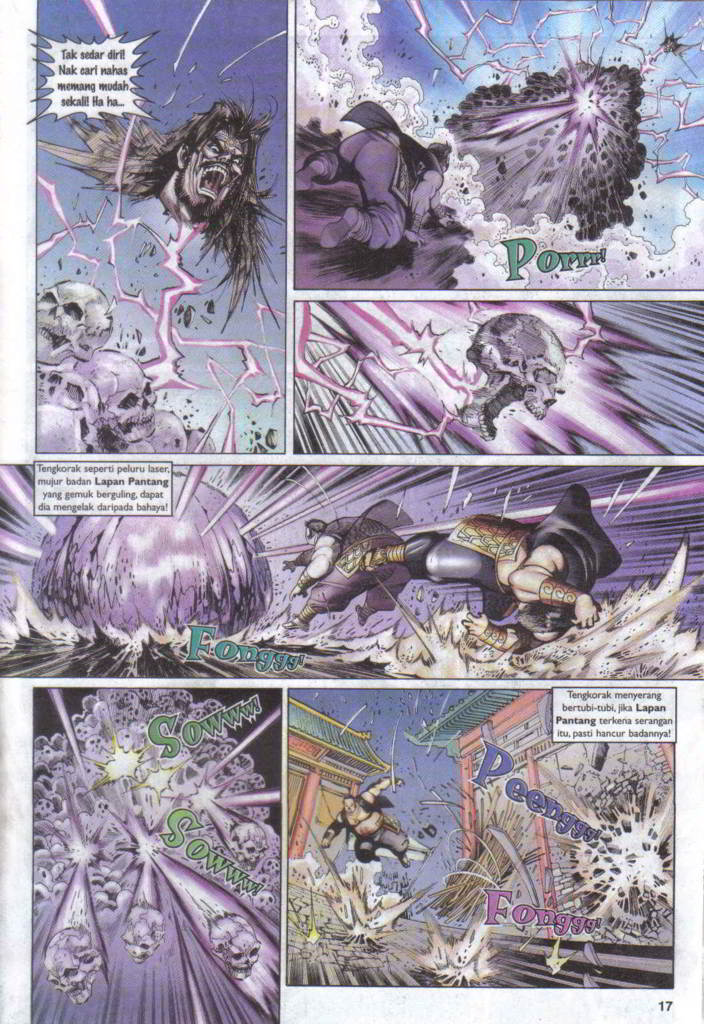 Tak sedar diri!
Nak cari nahas
memang mudah
sekali! Ha ha...
Porrr!
Tengkorak seperti peluru laser,
mujur badan Lapan Pantang
yang gemuk berguling, dapat
dia mengelak daripada bahaya!
Fonggg!
Sowww!
Sowww!
Tengkorak menyerang
bertubi-tubi, jika Lapan
Pantang terkena serangan
itu, pasti hancur badannya!
Peenggg!
Fonggg!
17